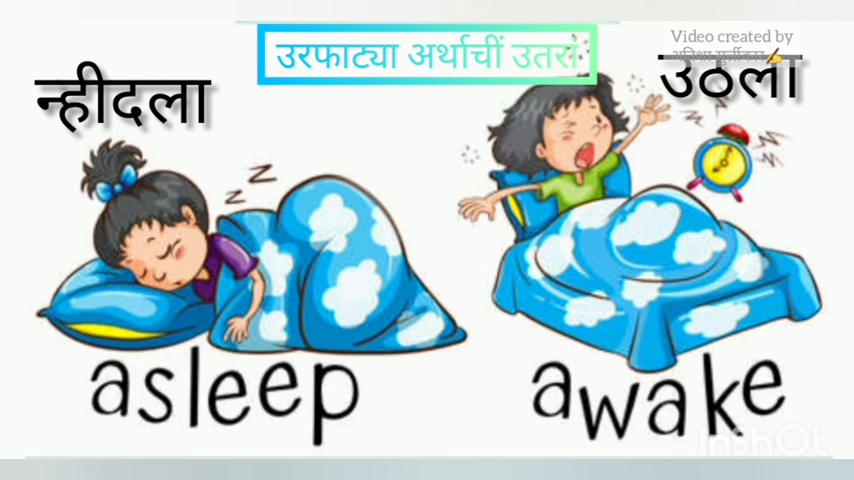 उरफाट्या अर्थाचीं उतरां
Video created by
न्हीदला
उठला
asleep
awake
InShOt